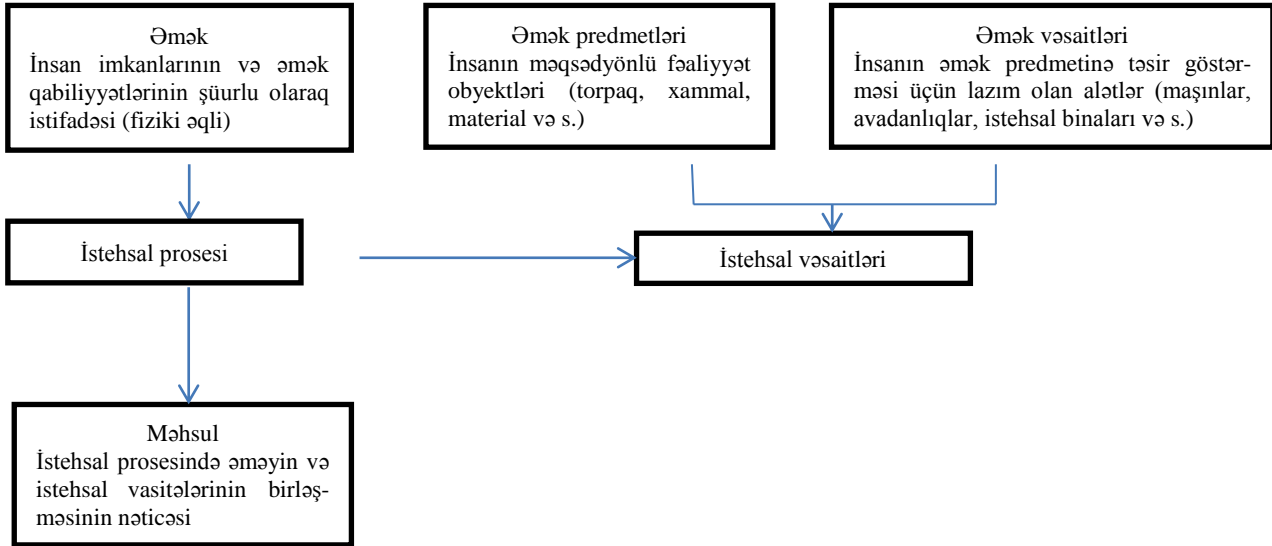 Əmək
İnsan imkanlarının və əmək
qabiliyyətlərinin şüurlu olaraq
istifadəsi (fiziki əqli)
Əmək predmetləri
İnsanın məqsədyönlü fəaliyyət
obyektləri (torpaq, xammal,
material və s.)
Əmək vəsaitləri
İnsanın əmək predmetinə təsir göstər-
məsi üçün lazım olan alətlər (maşınlar,
avadanlıqlar, istehsal binaları və s.)
İstehsal prosesi
İstehsal vəsaitləri
Məhsul
İstehsal prosesində əməyin və
istehsal vasitələrinin birləş-
məsinin nəticəsi